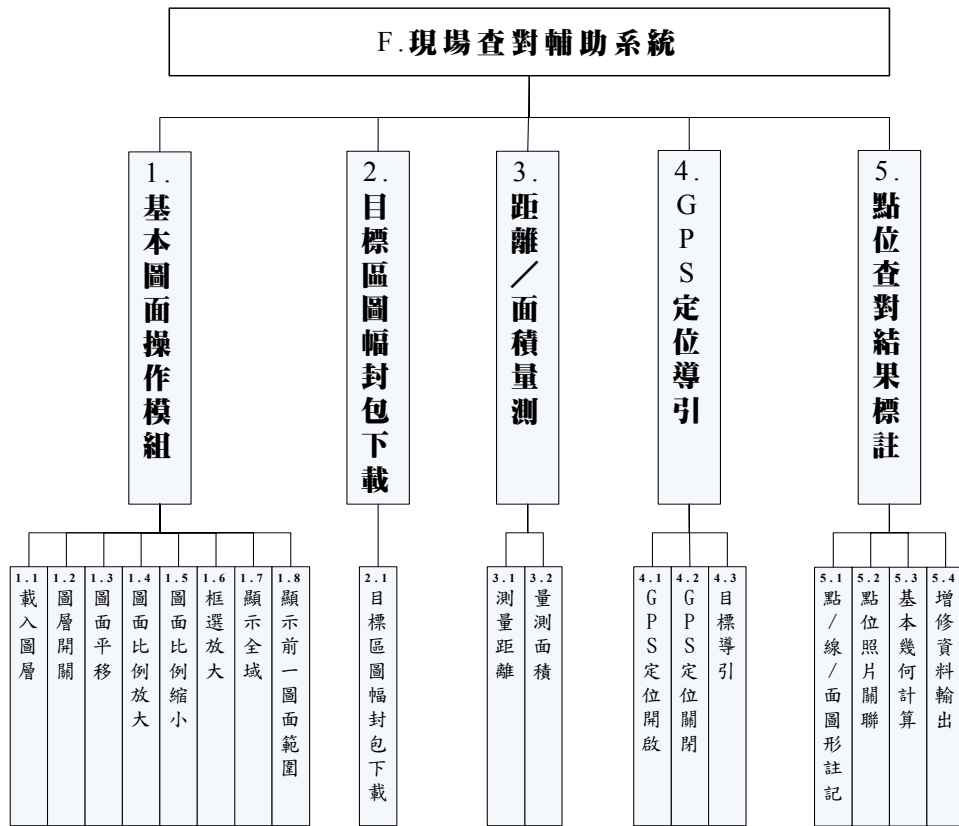 F.現場查對輔助系統
1.基本圖面操作模組
2.目標區圖幅封包下載
3.距離／面積量測
4.GPS定位導引
5.點位查對結果標註
1.1載入圖層
1.2圖層開關
1.3圖面平移
1.4圖面比例放大
1.5圖面比例縮小
1.6框選放大
1.7顯示全域
1.8顯示前一圖面範圍
2.1目標區圖幅封包下載
3.1測量距離
3.2量測面積
4.1GPS定位開啟
4.2GPS定位關閉
4.3目標導引
5.1點/線/面圖形註記
5.2點位照片關聯
5.3基本幾何計算
5.4增修資料輸出